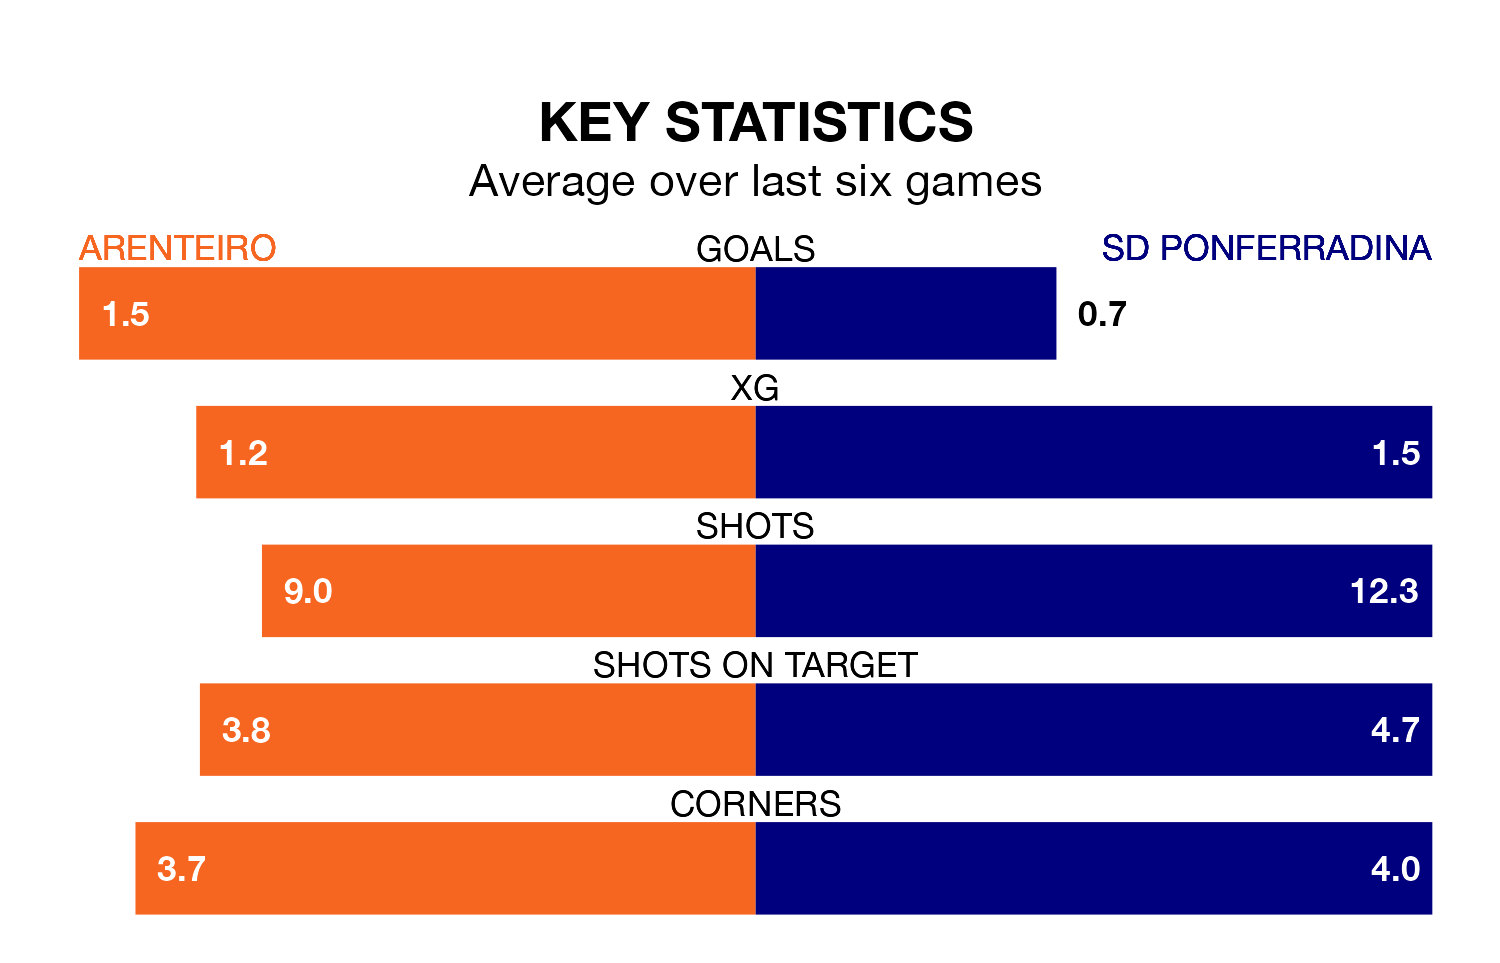 KEY STATISTICS
Average over last six games
ARENTEIRO GOALS SD PONFERRADINA
1.5 0.7
XG
1.2 1.5
SHOTS
9.0 12.3
SHOTS ON TARGET
3.8 4.7
CORNERS
3.7 4.0